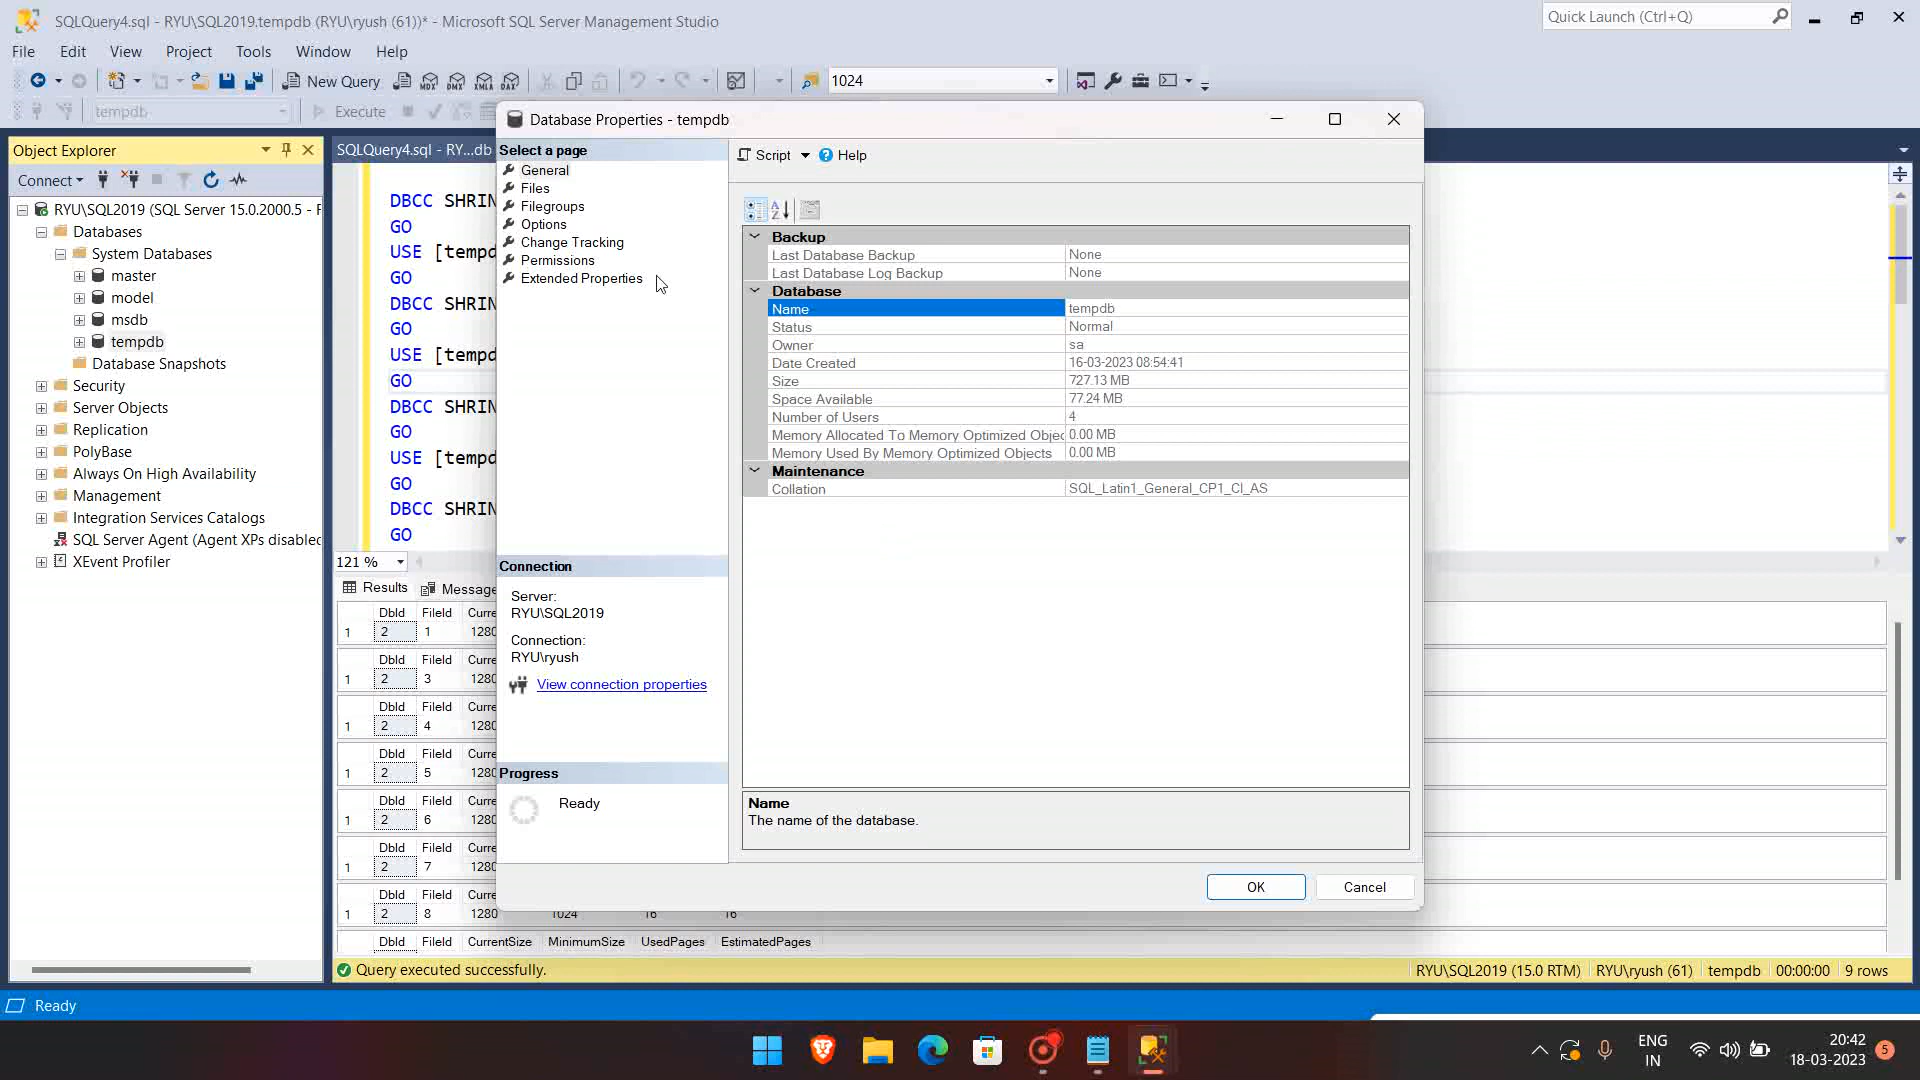 SQLQuery4.sql - RYU\SQL2019.tempdb (RYU\ryush (61))* - Microsoft SQL Server Management Studio
Quick Launch (Ctrl+Q)
File Edit View Project Tools Window Help
New Query
MDX DMX XMLA DAX
1024
tempdb
Execute
Object Explorer
Connect
RYU\SQL2019 (SQL Server 15.0.2000.5 - R
Databases
System Databases
master
model
msdb
tempdb
Database Snapshots
Security
Server Objects
Replication
PolyBase
Always On High Availability
Management
Integration Services Catalogs
SQL Server Agent (Agent XPs disabled
XEvent Profiler
SQLQuery4.sql - RY...db
DBCC SHRIN
GO
USE [tempd
GO
DBCC SHRIN
GO
USE [tempd
GO
DBCC SHRIN
GO
USE [tempd
GO
DBCC SHRIN
GO
121 %
Results Message
DbId FileId Curre
1 2 1 1280
DbId FileId Curre
1 2 3 1280
DbId FileId Curre
1 2 4 1280
DbId FileId Curre
1 2 5 1280
DbId FileId Curre
1 2 6 1280
DbId FileId Curre
1 2 7 1280
DbId FileId Curre
1 2 8 1280 1024 16 16
DbId FileId CurrentSize MinimumSize UsedPages EstimatedPages
Query executed successfully.
RYU\SQL2019 (15.0 RTM) RYU\ryush (61) tempdb 00:00:00 9 rows
Database Properties - tempdb
Select a page
General
Files
Filegroups
Options
Change Tracking
Permissions
Extended Properties
Connection
Server:
RYU\SQL2019
Connection:
RYU\ryush
View connection properties
Progress
Ready
Script Help
Backup
Last Database Backup None
Last Database Log Backup None
Database
Name tempdb
Status Normal
Owner sa
Date Created 16-03-2023 08:54:41
Size 727.13 MB
Space Available 77.24 MB
Number of Users 4
Memory Allocated To Memory Optimized Objec 0.00 MB
Memory Used By Memory Optimized Objects 0.00 MB
Maintenance
Collation SQL_Latin1_General_CP1_CI_AS
Name
The name of the database.
OK Cancel
Ready
ENG
IN
20:42
18-03-2023
5